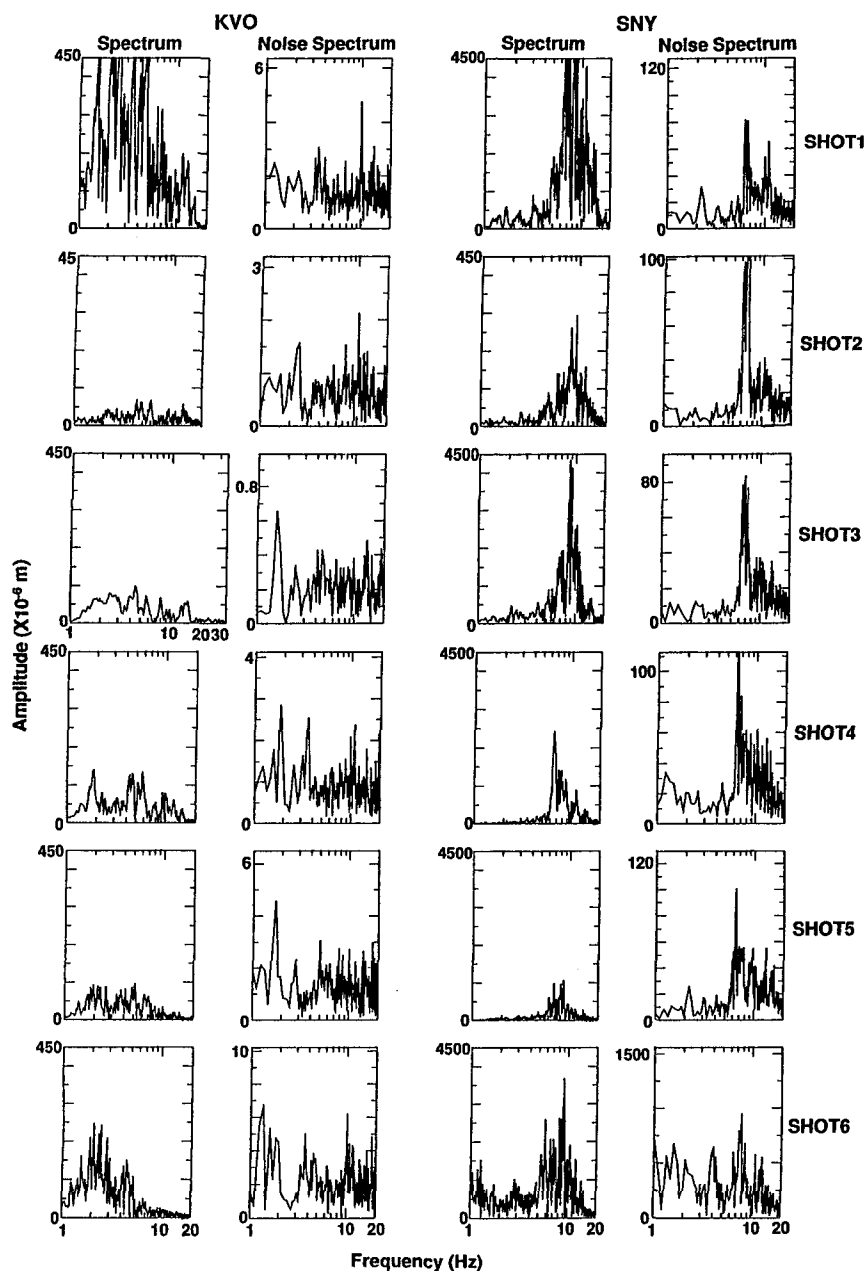 KVO SNY
Spectrum Noise Spectrum Spectrum Noise Spectrum
450 6 4500 120
SHOT1
0 0 0 0
45 3 450 100
SHOT2
0 0 0 0
450 0.8 4500 80
SHOT3
0 0 0 0
1 10 20 30
450 4 4500 100
SHOT4
0 0 0 0
450 6 4500 120
SHOT5
0 0 0 0
450 10 4500 1500
SHOT6
0 0 0 0
1 10 20 1 10 20 1 10 20 1 10 20
Amplitude (X10⁻⁶ m)
Frequency (Hz)